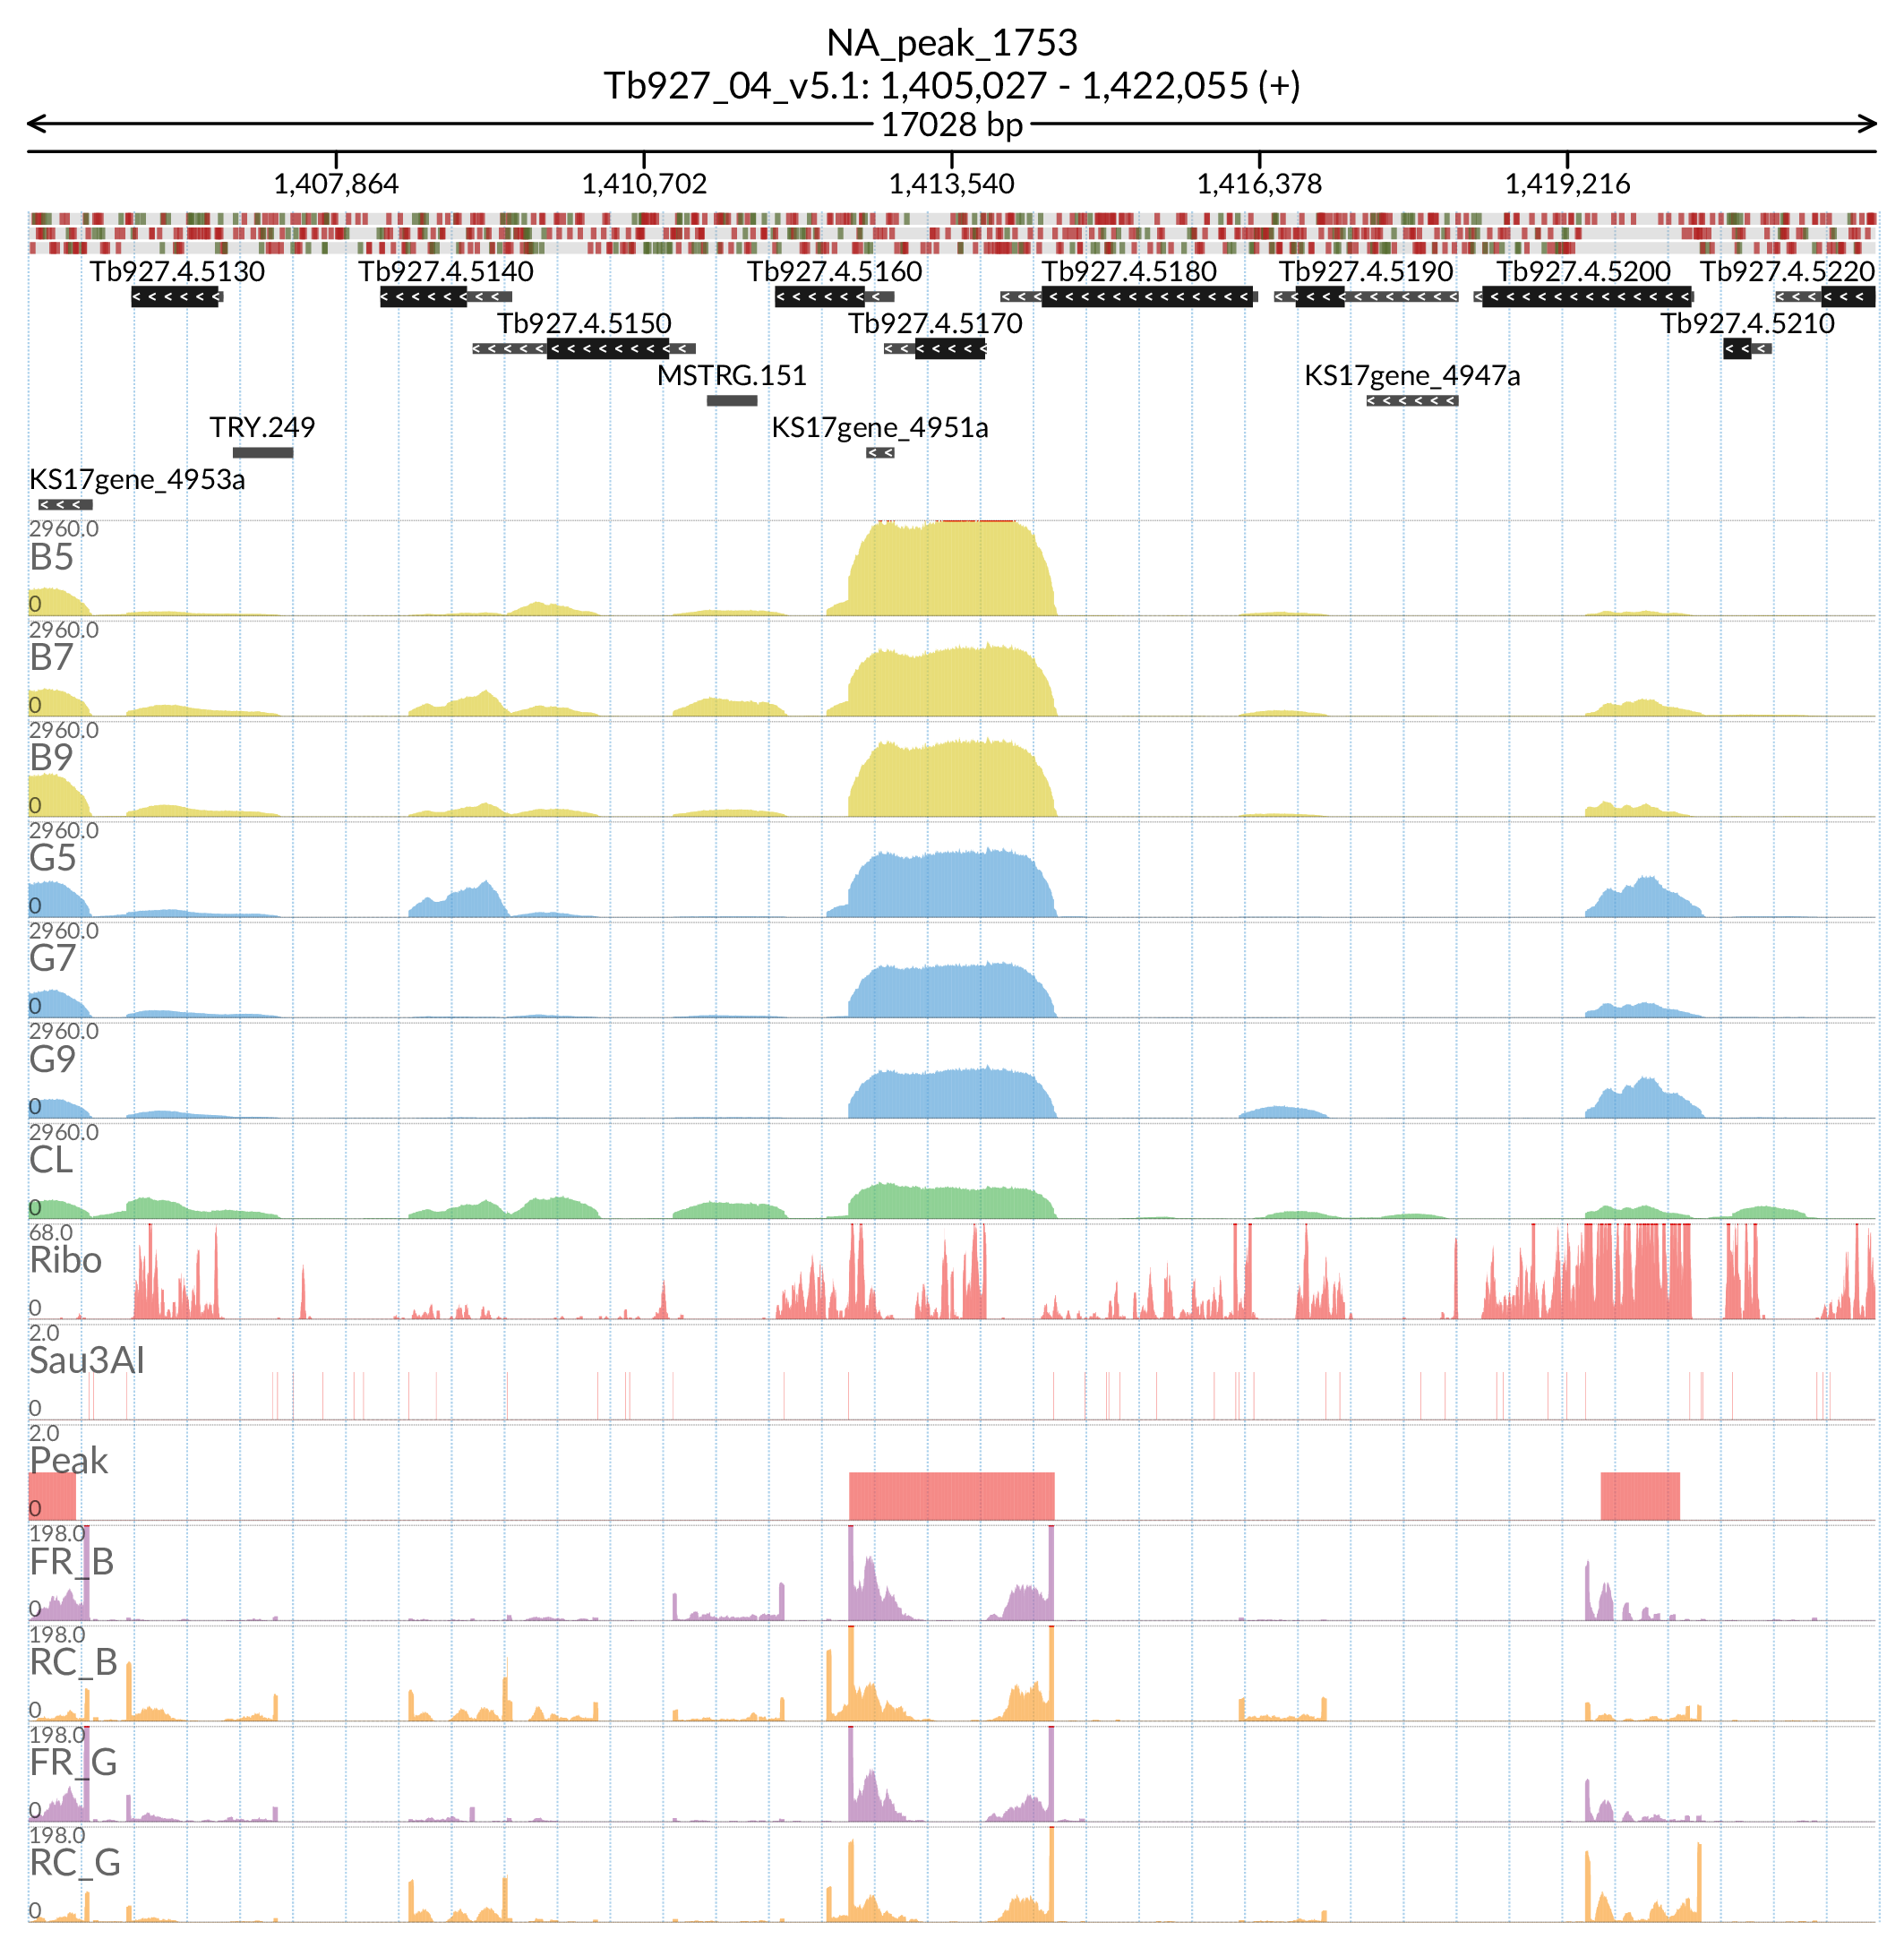 NA_peak_1753
Tb927_04_v5.1: 1,405,027 - 1,422,055 (+)
17028 bp
1,407,864 1,410,702 1,413,540 1,416,378 1,419,216
Tb927.4.5130 Tb927.4.5140 Tb927.4.5160 Tb927.4.5180 Tb927.4.5190 Tb927.4.5200 Tb927.4.5220
Tb927.4.5150 Tb927.4.5170 Tb927.4.5210
MSTRG.151 KS17gene_4947a
TRY.249 KS17gene_4951a
KS17gene_4953a
2960.0
B5
0
2960.0
B7
0
2960.0
B9
0
2960.0
G5
0
2960.0
G7
0
2960.0
G9
0
2960.0
CL
0
68.0
Ribo
0
2.0
Sau3AI
0
2.0
Peak
0
198.0
FR_B
0
198.0
RC_B
0
198.0
FR_G
0
198.0
RC_G
0